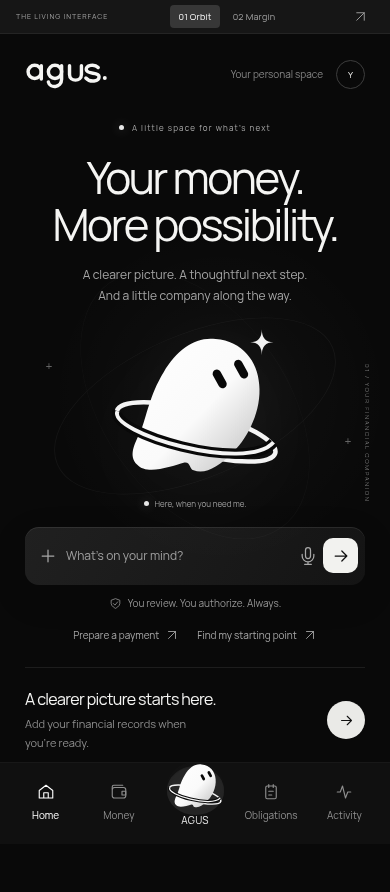 THE LIVING INTERFACE
01 Orbit
02 Margin
agus.
Your personal space
Y
A little space for what's next
Your money.
More possibility.
A clearer picture. A thoughtful next step.
And a little company along the way.
01 / YOUR FINANCIAL COMPANION
Here, when you need me.
What's on your mind?
You review. You authorize. Always.
Prepare a payment
Find my starting point
A clearer picture starts here.
Add your financial records when
you're ready.
Home
Money
AGUS
Obligations
Activity